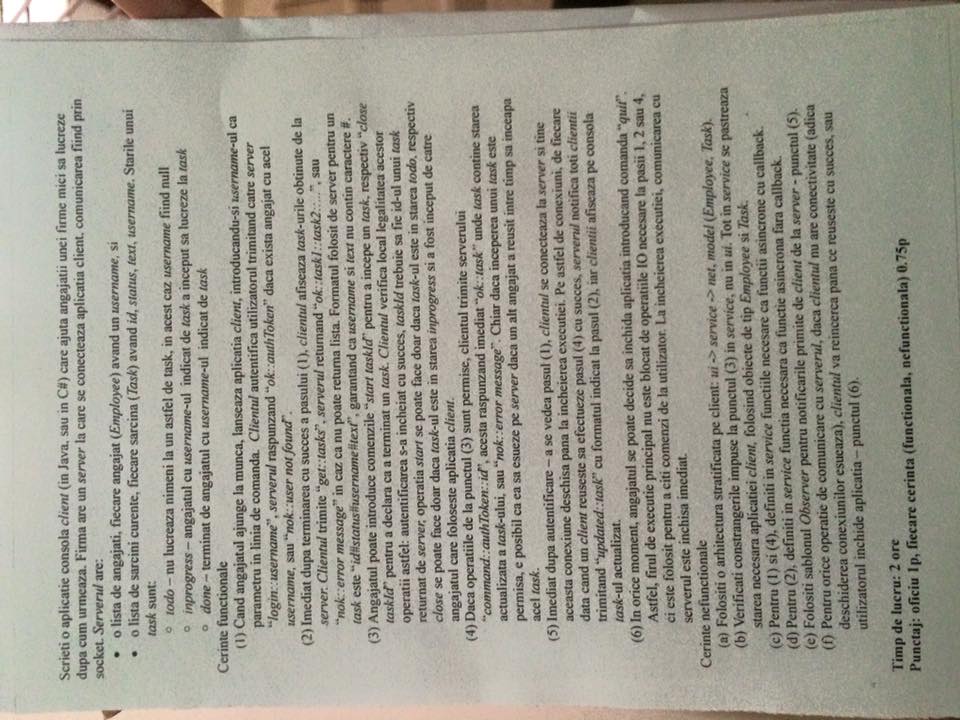 Scrieti o aplicatie consola client (in Java, sau in C#) care ajuta angajatii unei firme mici sa lucreze
dupa cum urmeaza. Firma are un server la care se conecteaza aplicatia client, comunicarea fiind prin
socket. Serverul are:
• o lista de angajati, fiecare angajat (Employee) avand un username, si
• o lista de sarcini curente, fiecare sarcina (Task) avand id, status, text, username. Starile unui
task sunt:
o todo – nu lucreaza nimeni la un astfel de task, in acest caz username fiind null
o inprogress – angajatul cu username-ul indicat de task a inceput sa lucreze la task
o done – terminat de angajatul cu username-ul indicat de task
Cerinte functionale
(1) Cand angajatul ajunge la munca, lanseaza aplicatia client, introducandu-si username-ul ca
parametru in linia de comanda. Clientul autentifica utilizatorul trimitand catre server
"login::username", serverul raspunzand "ok::authToken" daca exista angajat cu acel
username, sau "nok::user not found".
(2) Imediat dupa terminarea cu succes a pasului (1), clientul afiseaza task-urile obtinute de la
server. Clientul trimite "get::tasks", serverul returnand "ok::task1::task2::....", sau
"nok::error message" in caz ca nu poate returna lista. Formatul folosit de server pentru un
task este "id#status#username#text", garantand ca username si text nu contin caractere #.
(3) Angajatul poate introduce comenzile "start taskId" pentru a incepe un task, respectiv "close
taskId" pentru a declara ca a terminat un task. Clientul verifica local legalitatea acestor
operatii astfel: autentificarea s-a incheiat cu succes, taskId trebuie sa fie id-ul unui task
returnat de server, operatia start se poate face doar daca task-ul este in starea todo, respectiv
close se poate face doar daca task-ul este in starea inprogress si a fost inceput de catre
angajatul care foloseste aplicatia client.
(4) Daca operatiile de la punctul (3) sunt permise, clientul trimite serverului
"command::authToken::id", acesta raspunzand imediat "ok::task" unde task contine starea
actualizata a task-ului, sau "nok::error message". Chiar daca inceperea unui task este
permisa, e posibil ca ca sa esueze pe server daca un alt angajat a reusit intre timp sa inceapa
acel task.
(5) Imediat dupa autentificare – a se vedea pasul (1), clientul se conecteaza la server si tine
aceasta conexiune deschisa pana la incheierea executiei. Pe astfel de conexiuni, de fiecare
data cand un client reuseste sa efectueze pasul (4) cu succes, serverul notifica toti clientii
trimitand "updated::task" cu formatul indicat la pasul (2), iar clientii afiseaza pe consola
task-ul actualizat.
(6) In orice moment, angajatul se poate decide sa inchida aplicatia introducand comanda "quit".
Astfel, firul de executie principal nu este blocat de operatiile IO necesare la pasii 1, 2 sau 4,
ci este folosit pentru a citi comenzi de la utilizator. La incheierea executiei, comunicarea cu
serverul este inchisa imediat.
Cerinte nefunctionale
(a) Folositi o arhitectura stratificata pe client: ui -> service -> net, model (Employee, Task).
(b) Verificati constrangerile impuse la punctul (3) in service, nu in ui. Tot in service se pastreaza
starea necesara aplicatiei client, folosind obiecte de tip Employee si Task.
(c) Pentru (1) si (4), definiti in service functiile necesare ca functii asincrone cu callback.
(d) Pentru (2), definiti in service functia necesara ca functie asincrona fara callback.
(e) Folositi sablonul Observer pentru notificarile primite de client de la server - punctul (5).
(f) Pentru orice operatie de comunicare cu serverul, daca clientul nu are conectivitate (adica
deschiderea conexiunilor esueaza), clientul va reincerca pana ce reuseste cu succes, sau
utilizatorul inchide aplicatia – punctul (6).
Timp de lucru: 2 ore
Punctaj: oficiu 1p, fiecare cerinta (functionala, nefunctionala) 0.75p